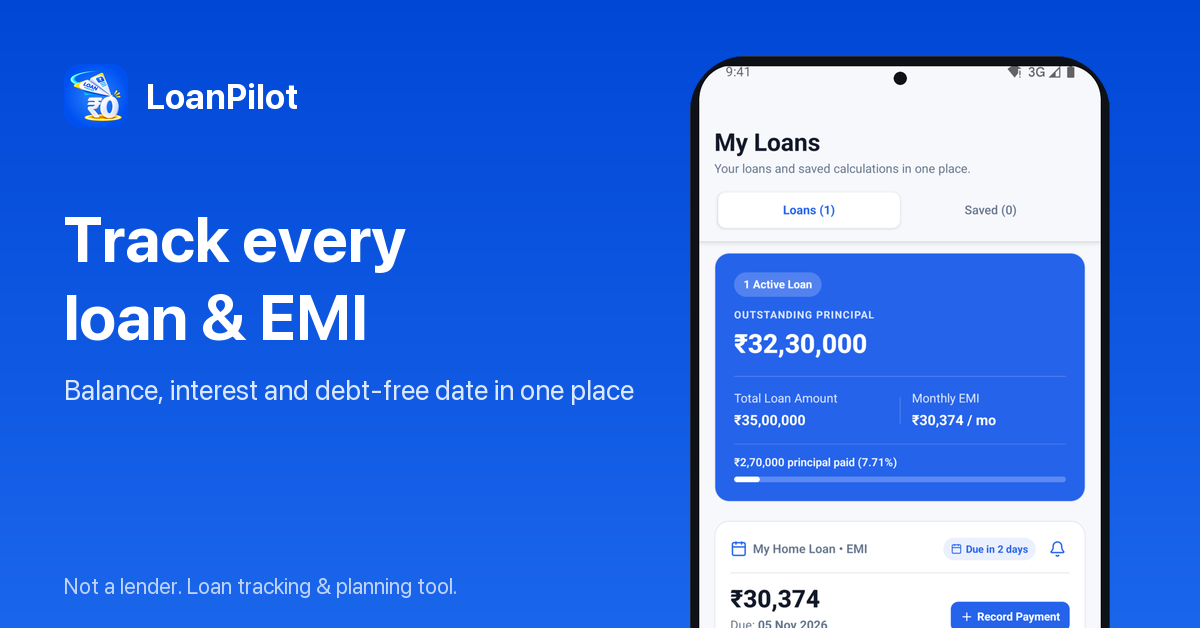 LOAN
₹0
LoanPilot
Track every
loan & EMI
Balance, interest and debt-free date in one place
Not a lender. Loan tracking & planning tool.
9:41
3G
My Loans
Your loans and saved calculations in one place.
Loans (1)
Saved (0)
1 Active Loan
OUTSTANDING PRINCIPAL
₹32,30,000
Total Loan Amount
Monthly EMI
₹35,00,000
₹30,374 / mo
₹2,70,000 principal paid (7.71%)
My Home Loan • EMI
Due in 2 days
₹30,374
Due: 05 Nov 2026
+ Record Payment